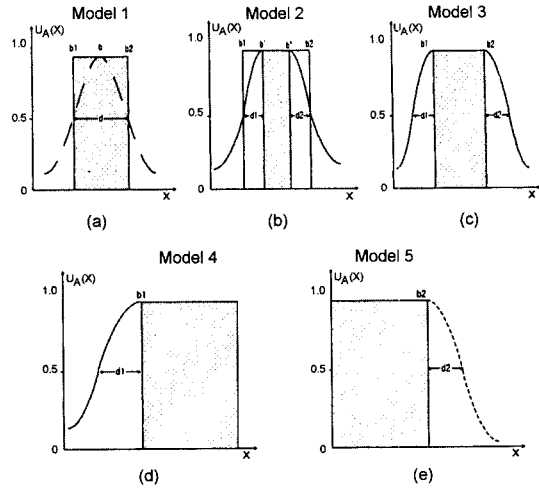 Model 1
Model 2
Model 3
U_A(X)
b1 b b2
1.0
0.5
0
d
X
(a)
U_A(X)
b1 b' b" b2
1.0
0.5
0
d1 d2
X
(b)
U_A(X)
b1 b2
1.0
0.5
0
d1 d2
X
(c)
Model 4
Model 5
U_A(X)
b1
1.0
0.5
0
d1
X
(d)
U_A(X)
b2
1.0
0.5
0
d2
X
(e)